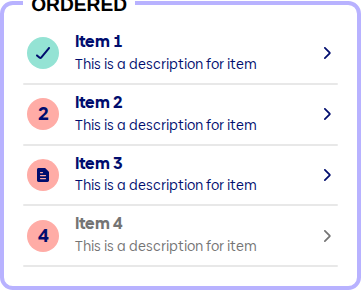 ORDERED
Item 1
This is a description for item
2
Item 2
This is a description for item
Item 3
This is a description for item
4
Item 4
This is a description for item